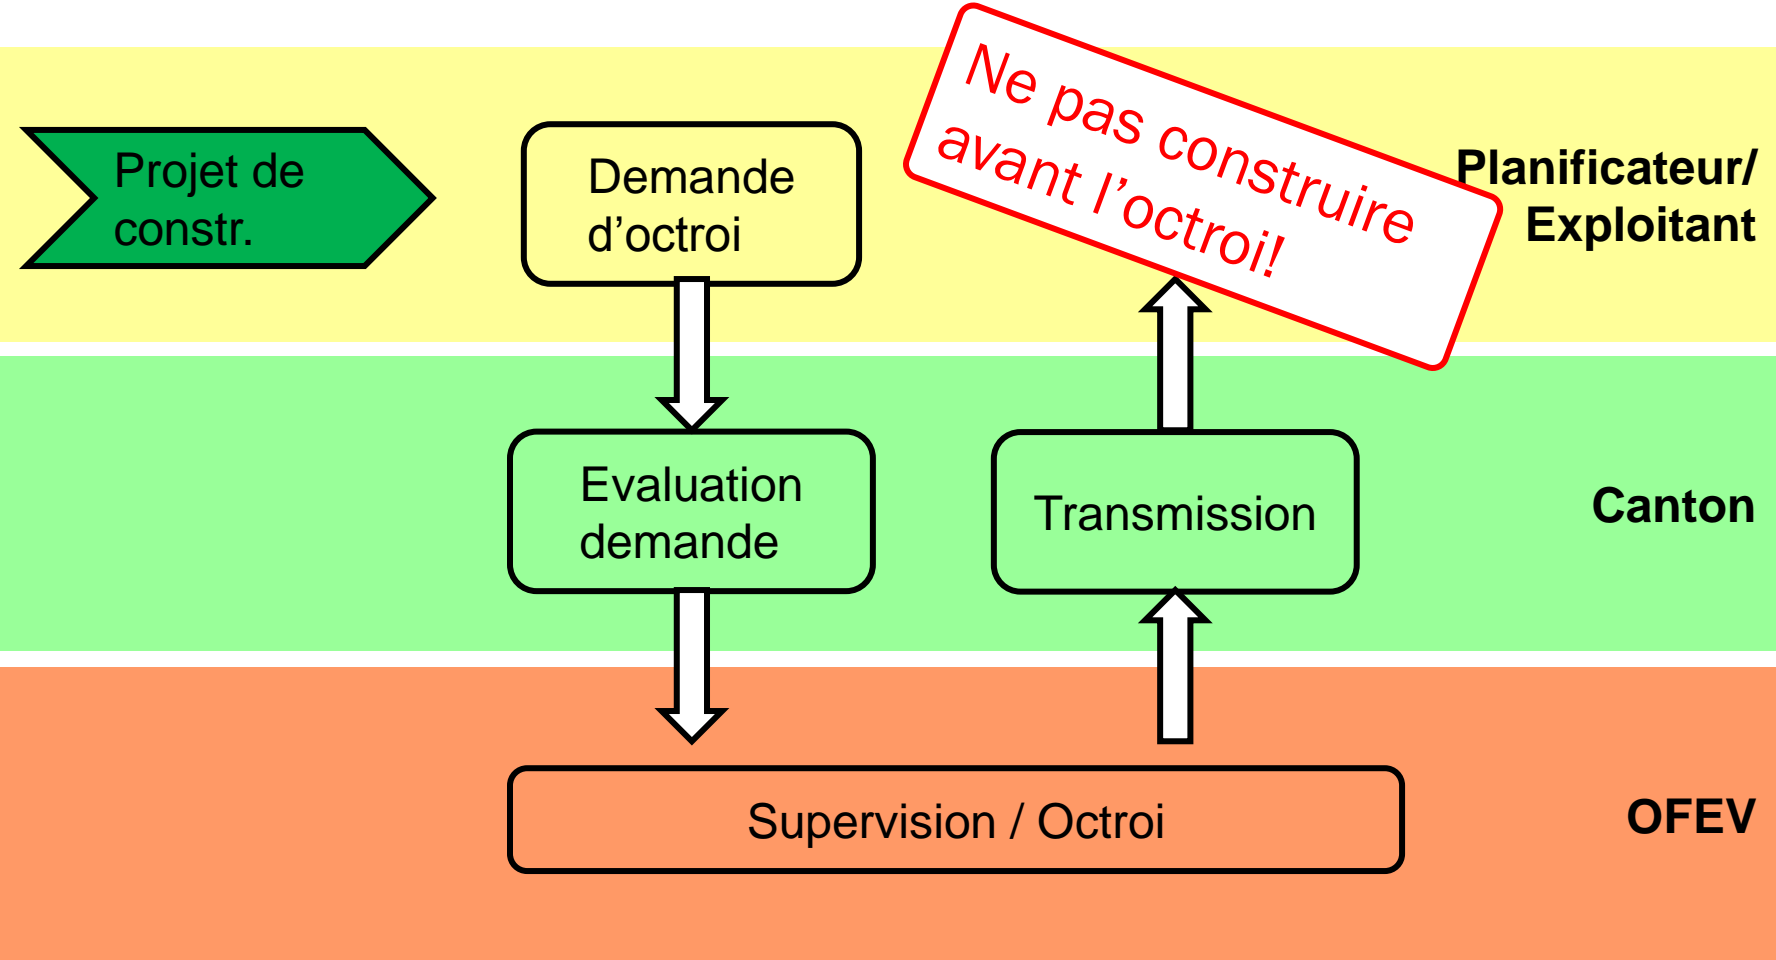 Projet de
constr.
Demande
d'octroi
Ne pas construire
avant l'octroi!
Planificateur/
Exploitant
Evaluation
demande
Transmission
Canton
Supervision / Octroi
OFEV